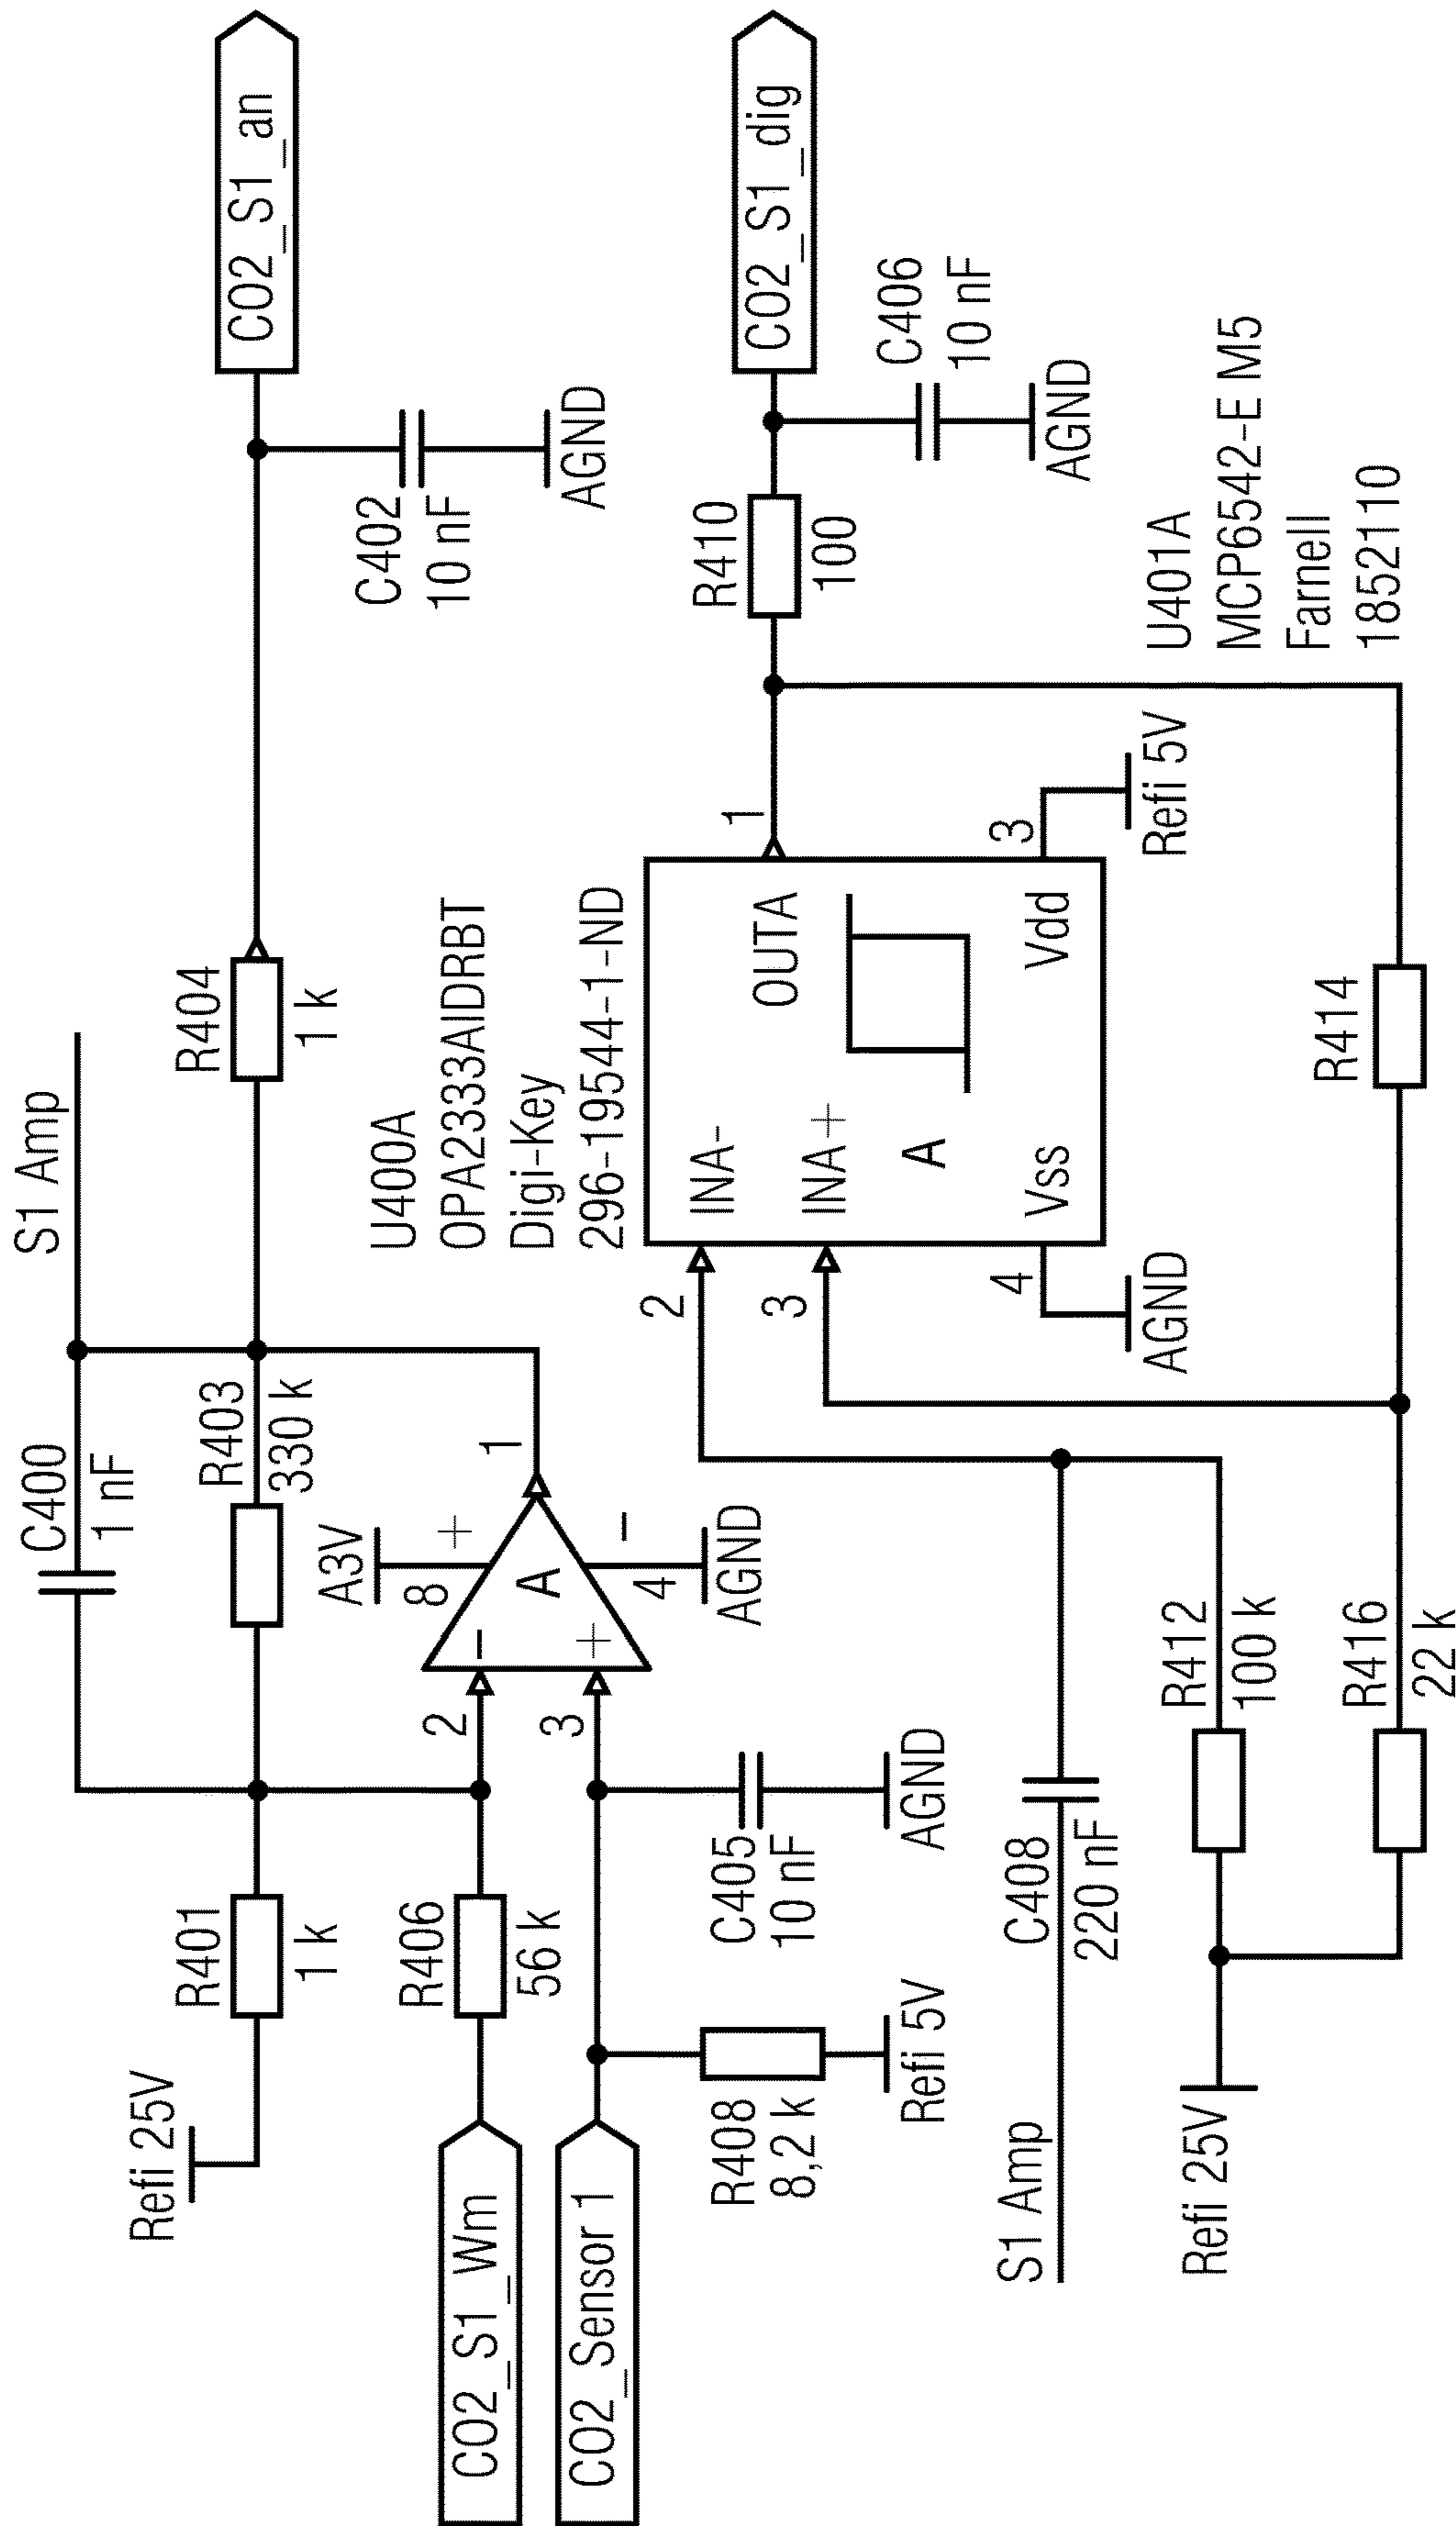 S1 Amp
C400
1 nF
Refi 25V
R401
1 k
R403
330 k
R404
1 k
CO2_S1_an
C402
10 nF
AGND
A3V
8
+
A
-
4
AGND
1
2
-
3
+
U400A
OPA2333AIDRBT
Digi-Key
296-19544-1-ND
CO2_S1_Wm
R406
56 k
CO2_Sensor 1
C405
10 nF
AGND
R408
8,2 k
Refi 5V
2
INA-
3
INA+
A
OUTA
1
4
Vss
AGND
Vdd
3
Refi 5V
R410
100
CO2_S1_dig
C406
10 nF
AGND
U401A
MCP6542-E M5
Farnell
1852110
S1 Amp
C408
220 nF
R412
100 k
Refi 25V
R416
22 k
R414